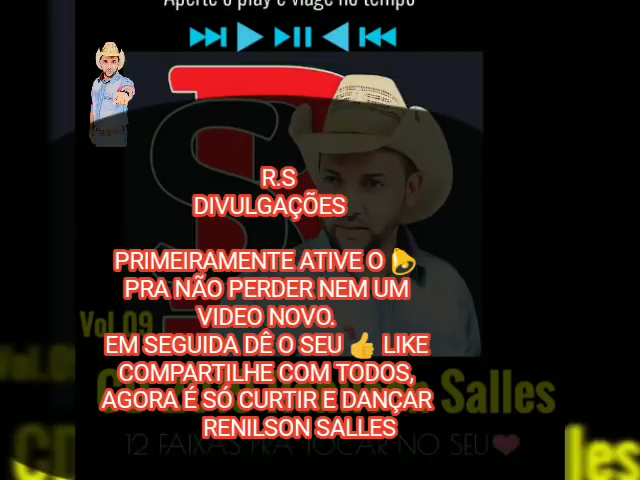 Aperte o play e viage no tempo
R.S
DIVULGAÇÕES
PRIMEIRAMENTE ATIVE O 🔔
PRA NÃO PERDER NEM UM
VIDEO NOVO.
Vol.09
EM SEGUIDA DÊ O SEU 👍 LIKE
COMPARTILHE COM TODOS,
Salles
AGORA É SÓ CURTIR E DANÇAR
RENILSON SALLES
12 FAIXAS PRA TOCAR NO SEU❤